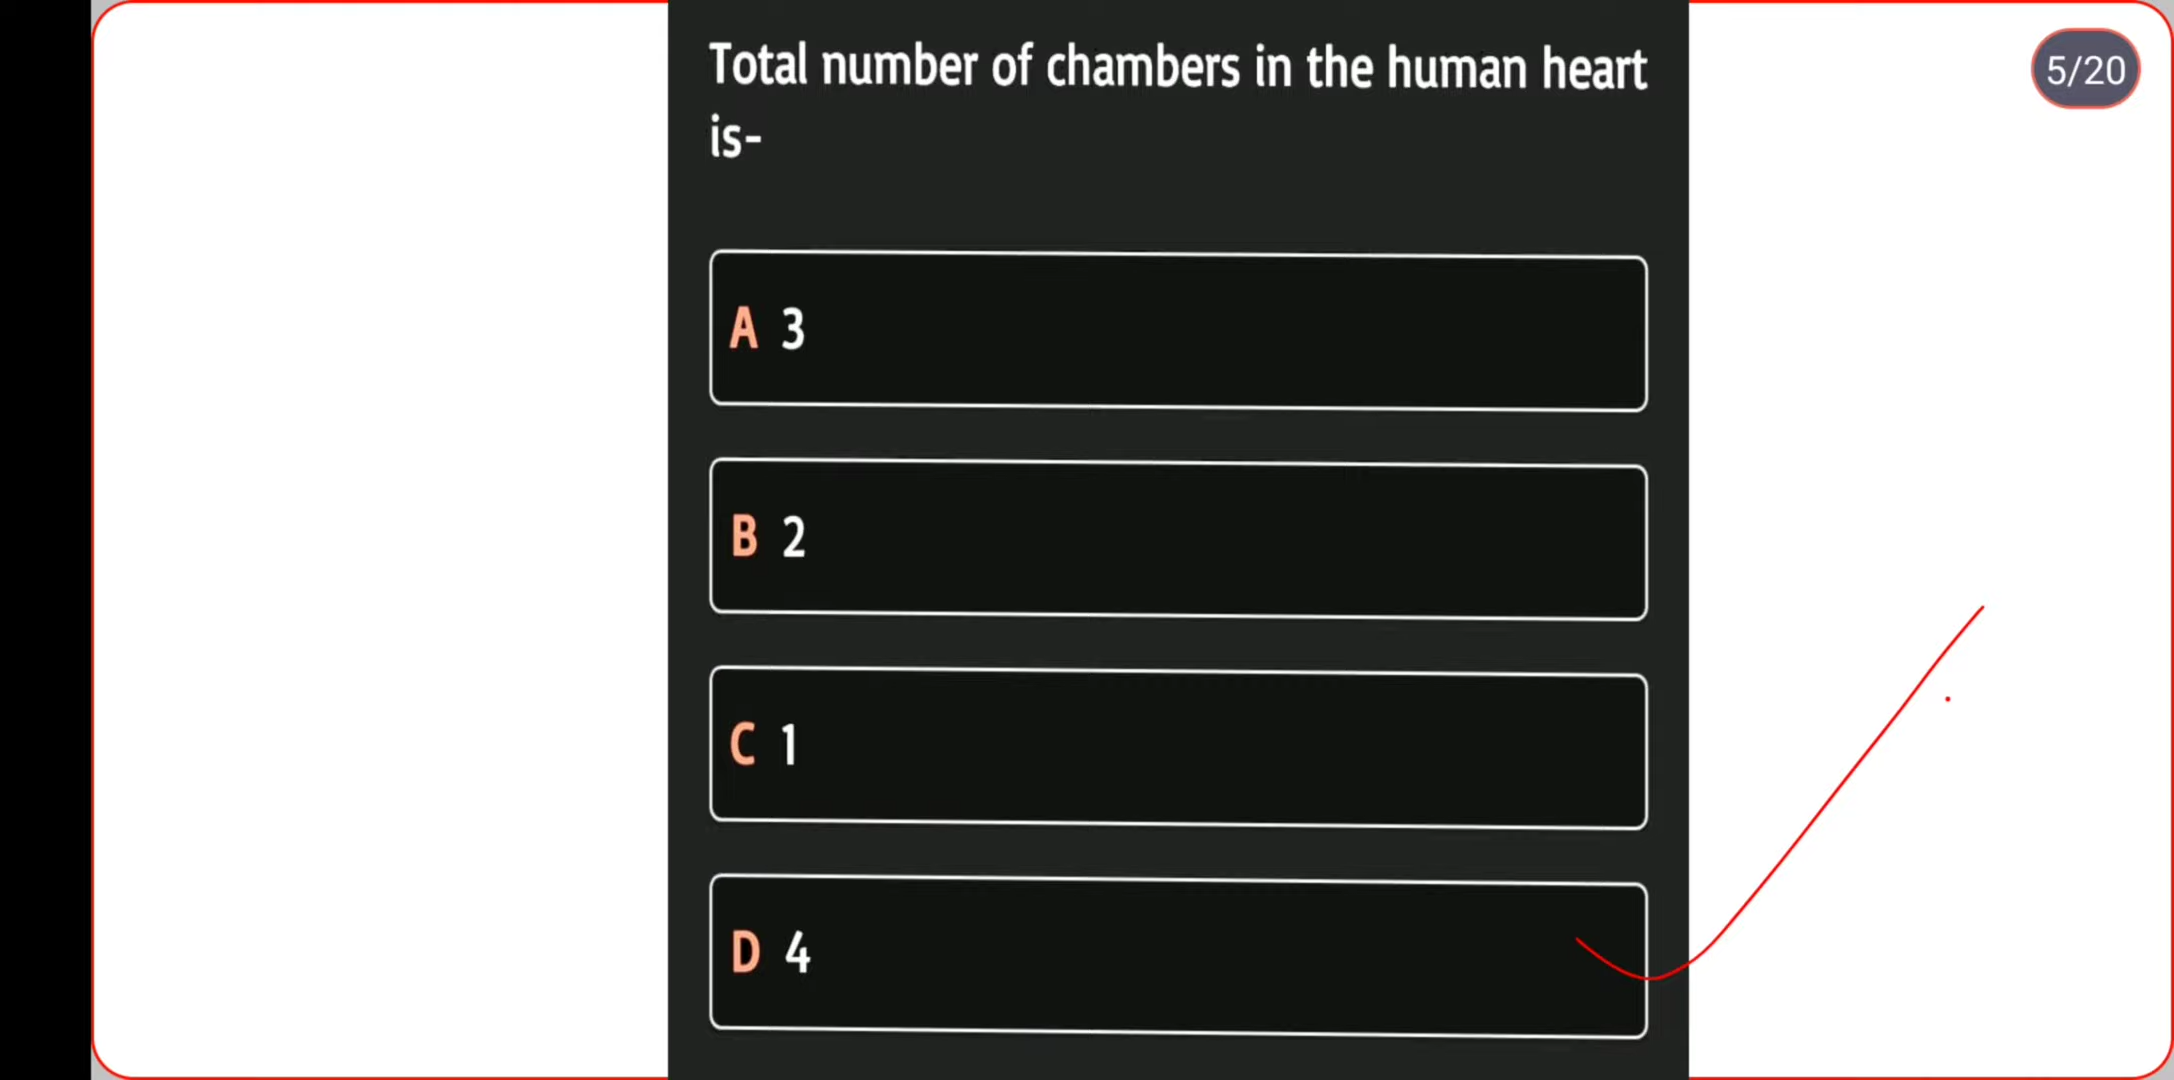 Total number of chambers in the human heart
is-
5/20
A 3
B 2
C 1
D 4